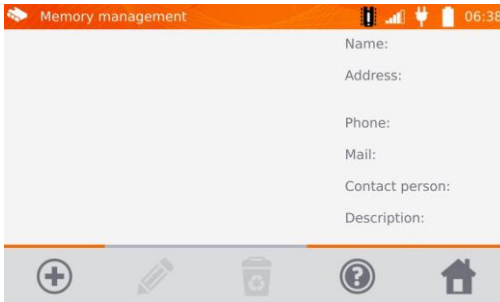 Memory management 06:38
Name:
Address:
Phone:
Mail:
Contact person:
Description: